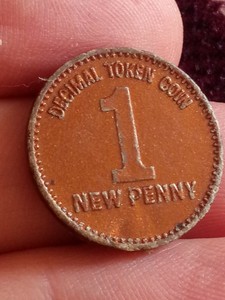 DECIMAL TOKEN COIN
1
NEW PENNY